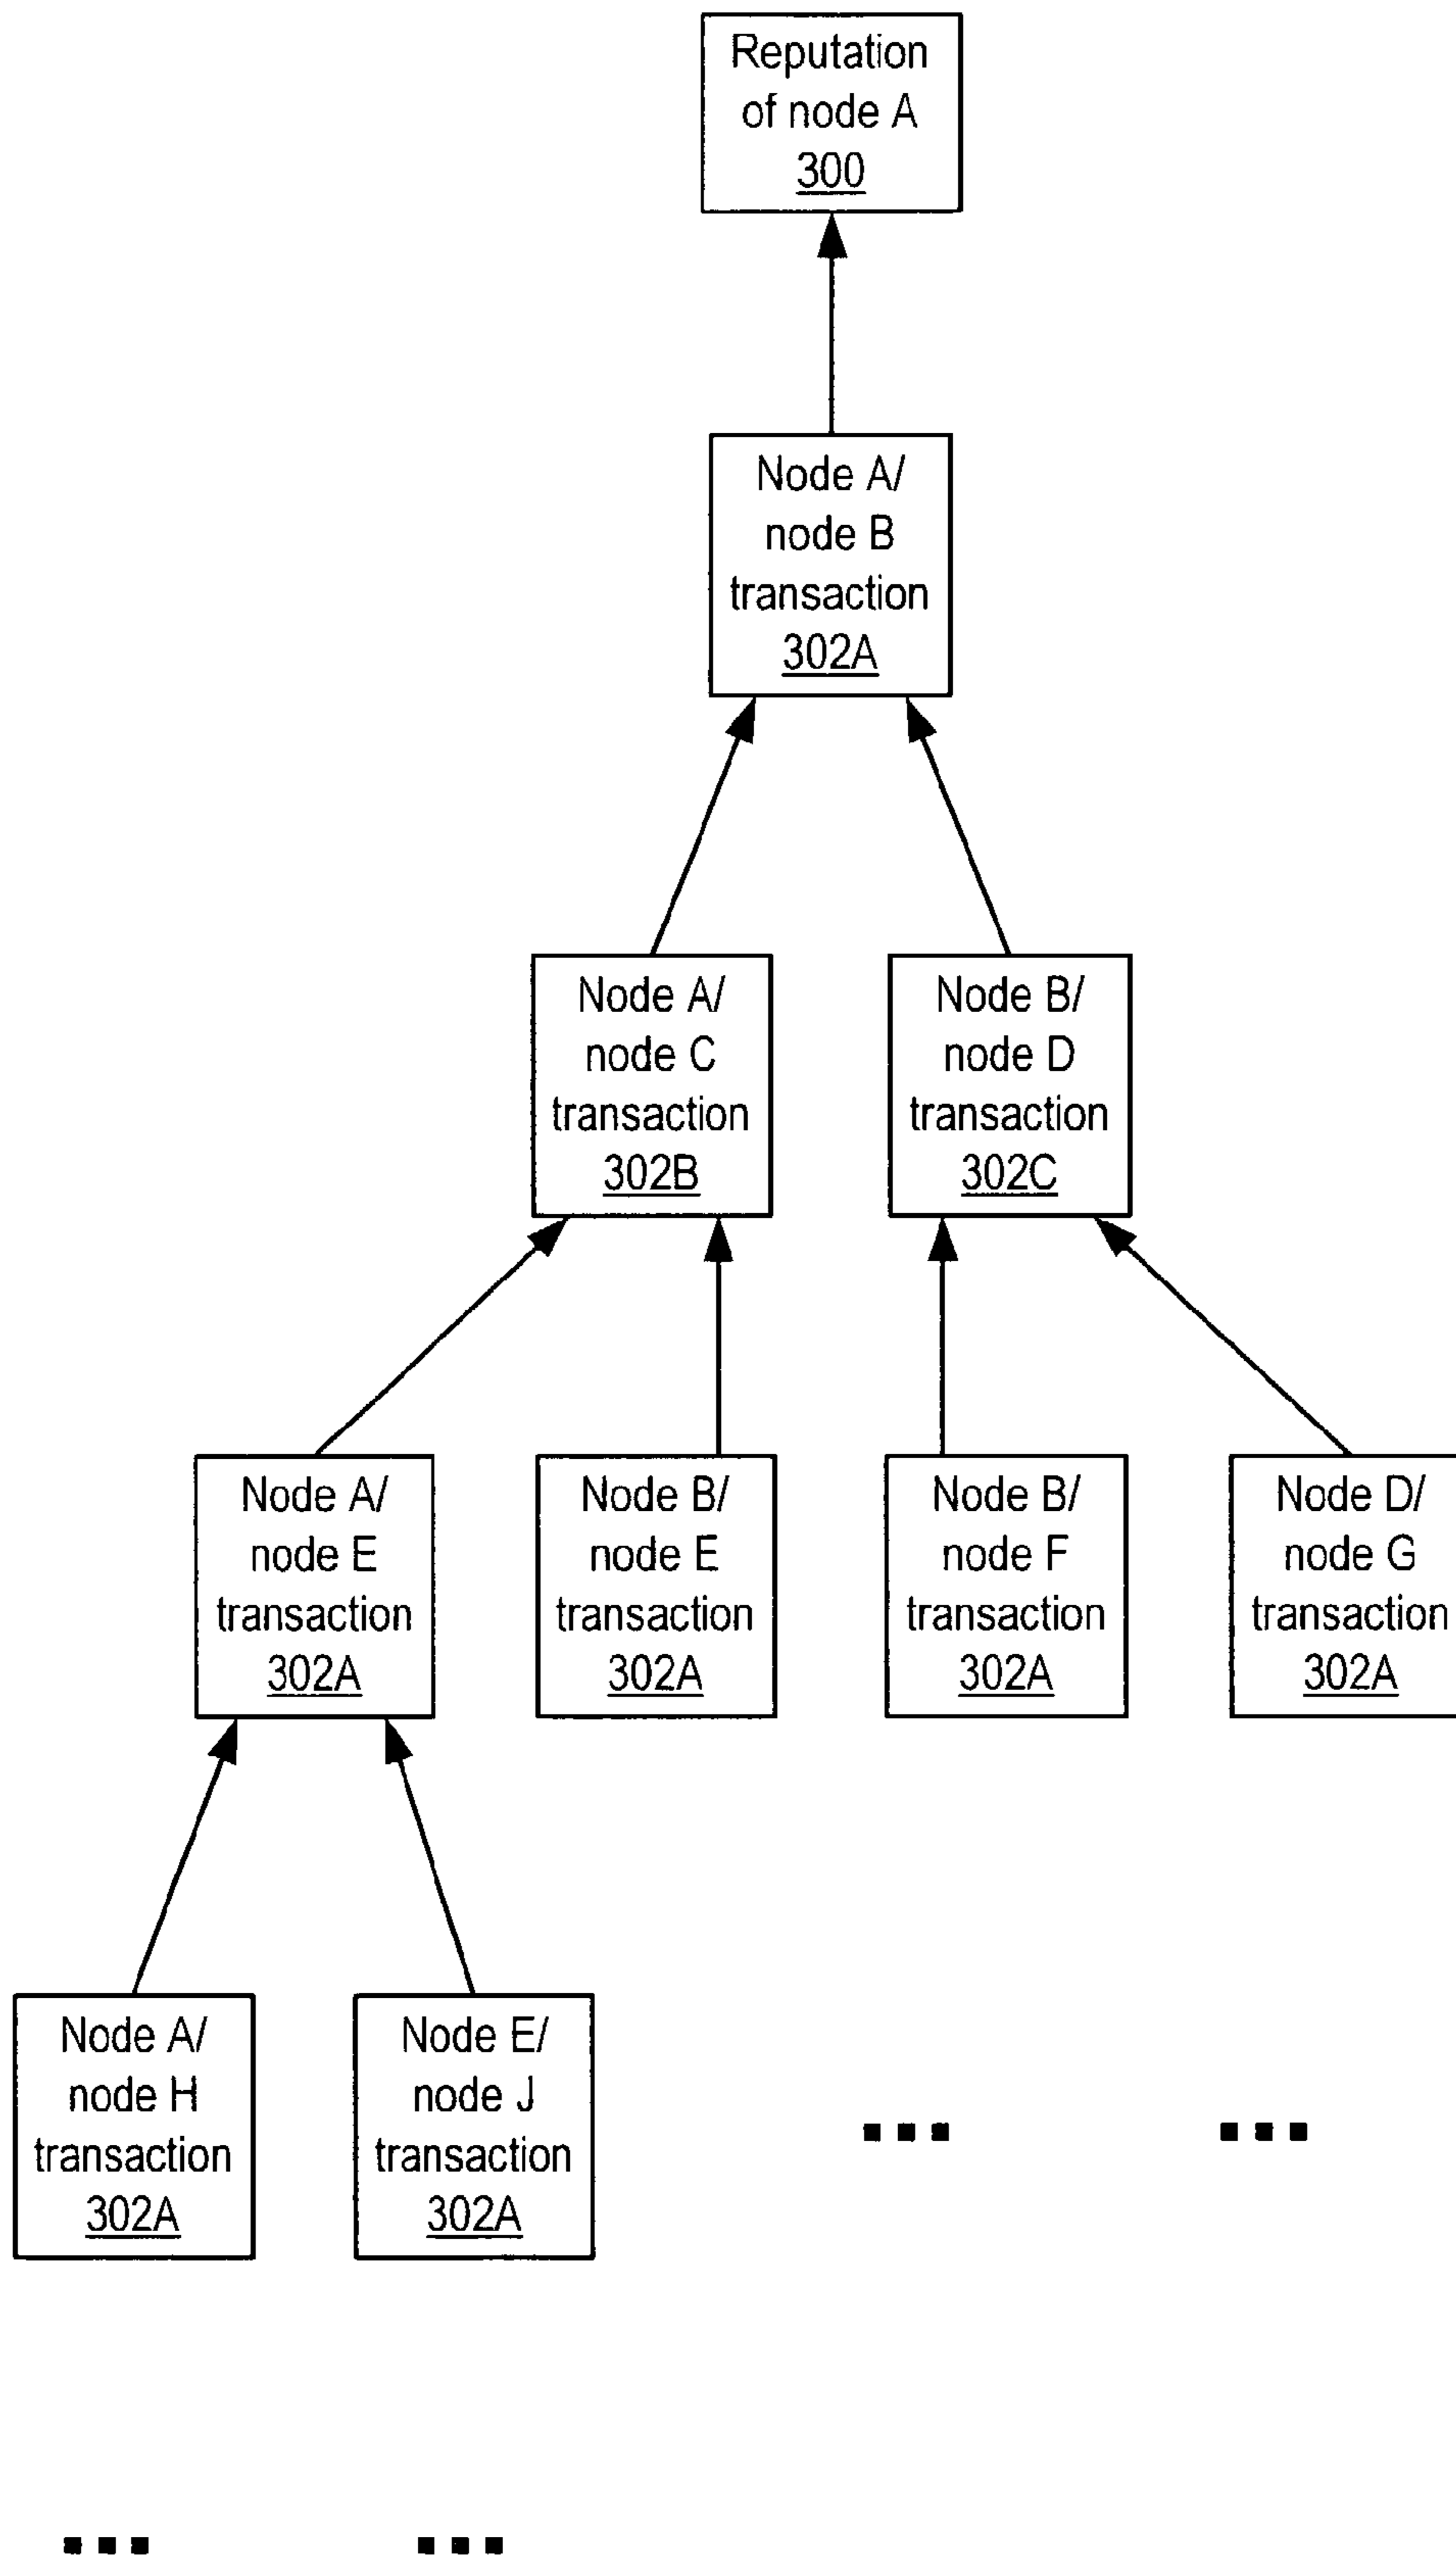 Reputation
of node A
300
Node A/
node B
transaction
302A
Node A/
node C
transaction
302B
Node B/
node D
transaction
302C
Node A/
node E
transaction
302A
Node B/
node E
transaction
302A
Node B/
node F
transaction
302A
Node D/
node G
transaction
302A
Node A/
node H
transaction
302A
Node E/
node J
transaction
302A
...
...
...
...